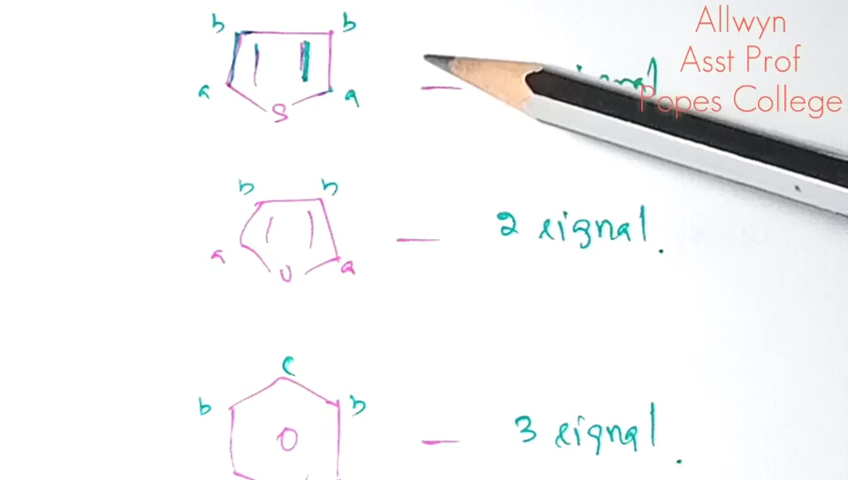 Allwyn
Asst Prof
Popes College
b b
a a
S
b b
a a
2 signal.
c
b b
3 signal.